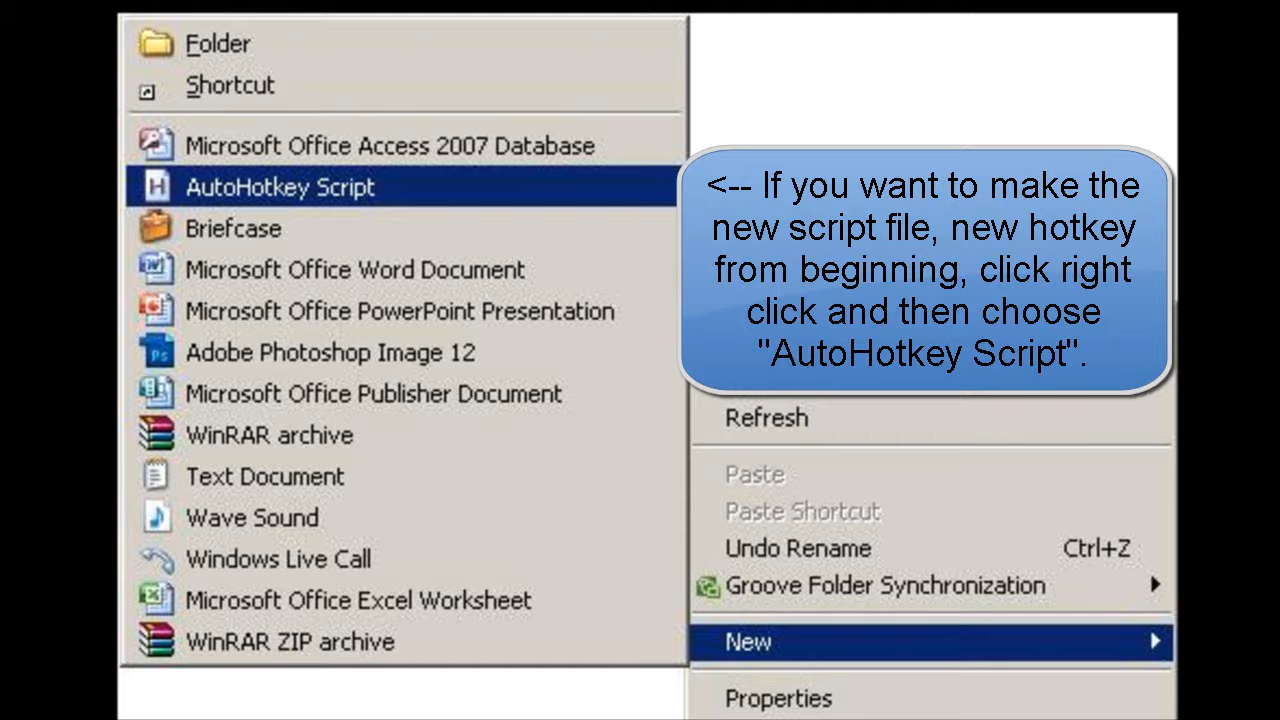 Folder
Shortcut
Microsoft Office Access 2007 Database
AutoHotkey Script
Briefcase
Microsoft Office Word Document
Microsoft Office PowerPoint Presentation
Adobe Photoshop Image 12
Microsoft Office Publisher Document
WinRAR archive
Text Document
Wave Sound
Windows Live Call
Microsoft Office Excel Worksheet
WinRAR ZIP archive
<-- If you want to make the
new script file, new hotkey
from beginning, click right
click and then choose
"AutoHotkey Script".
Refresh
Paste
Paste Shortcut
Undo Rename Ctrl+Z
Groove Folder Synchronization
New
Properties